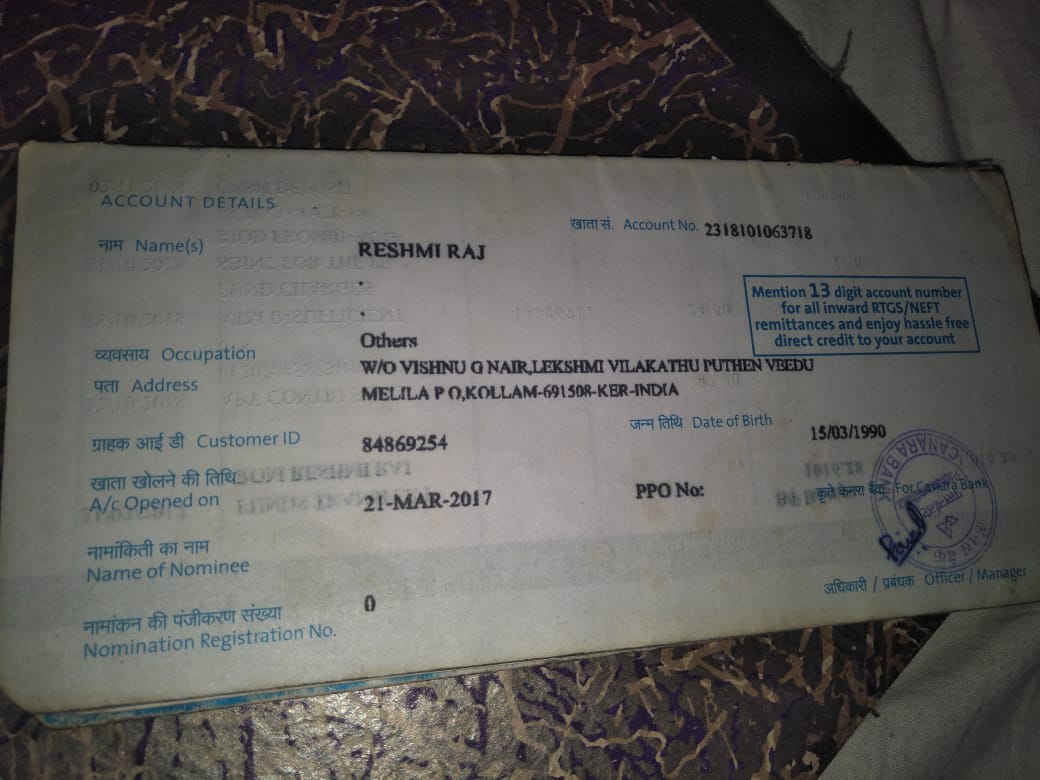 ACCOUNT DETAILS
खाता सं. Account No. 2318101063718
नाम Name(s) RESHMI RAJ
Mention 13 digit account number
for all inward RTGS/NEFT
remittances and enjoy hassle free
direct credit to your account
व्यवसाय Occupation Others
पता Address W/O VISHNU G NAIR,LEKSHMI VILAKATHU PUTHEN VEEDU
MELILA P O,KOLLAM-691508-KER-INDIA
ग्राहक आई डी Customer ID 84869254
जन्म तिथि Date of Birth 15/03/1990
खाता खोलने की तिथि
A/c Opened on 21-MAR-2017
PPO No:
कृते केनरा बैंक For Canara Bank
CANARA BANK
केनरा बैंक
नामांकिती का नाम
Name of Nominee
अधिकारी / प्रबंधक Officer / Manager
नामांकन की पंजीकरण संख्या 0
Nomination Registration No.